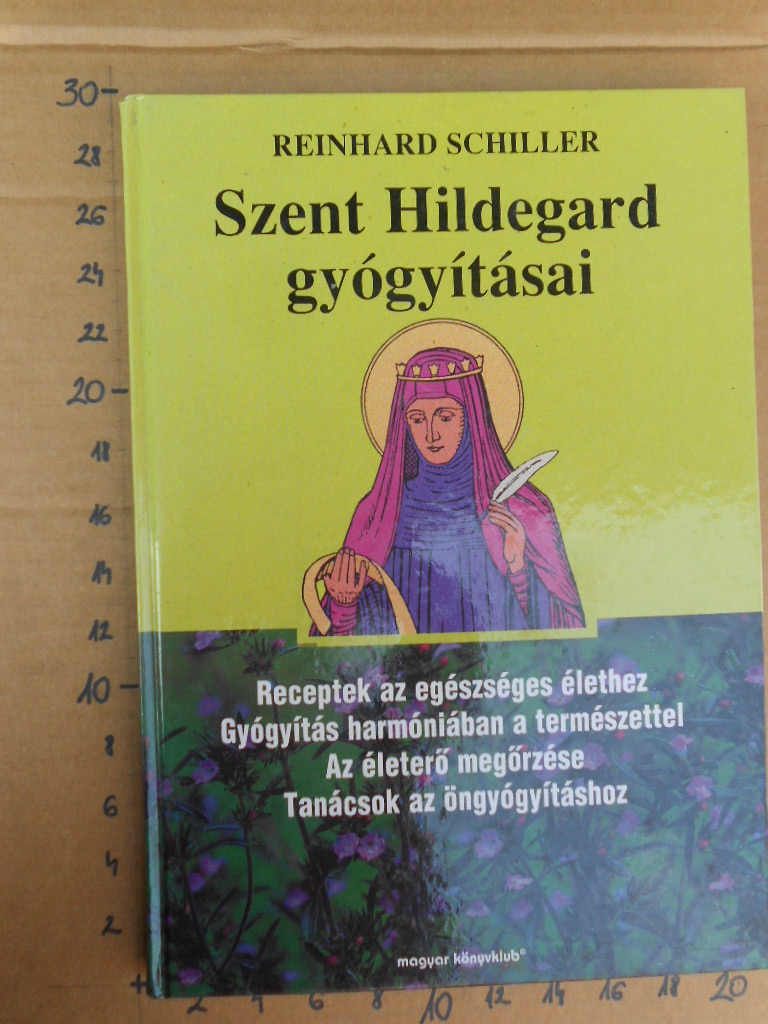 REINHARD SCHILLER
Szent Hildegard
gyógyításai
Receptek az egészséges élethez
Gyógyítás harmóniában a természettel
Az életerő megőrzése
Tanácsok az öngyógyításhoz
magyar könyvklub®
30
28
26
24
22
20
18
16
14
12
10
8
6
4
2
+ 2 4 6 8 10 12 14 16 18 20